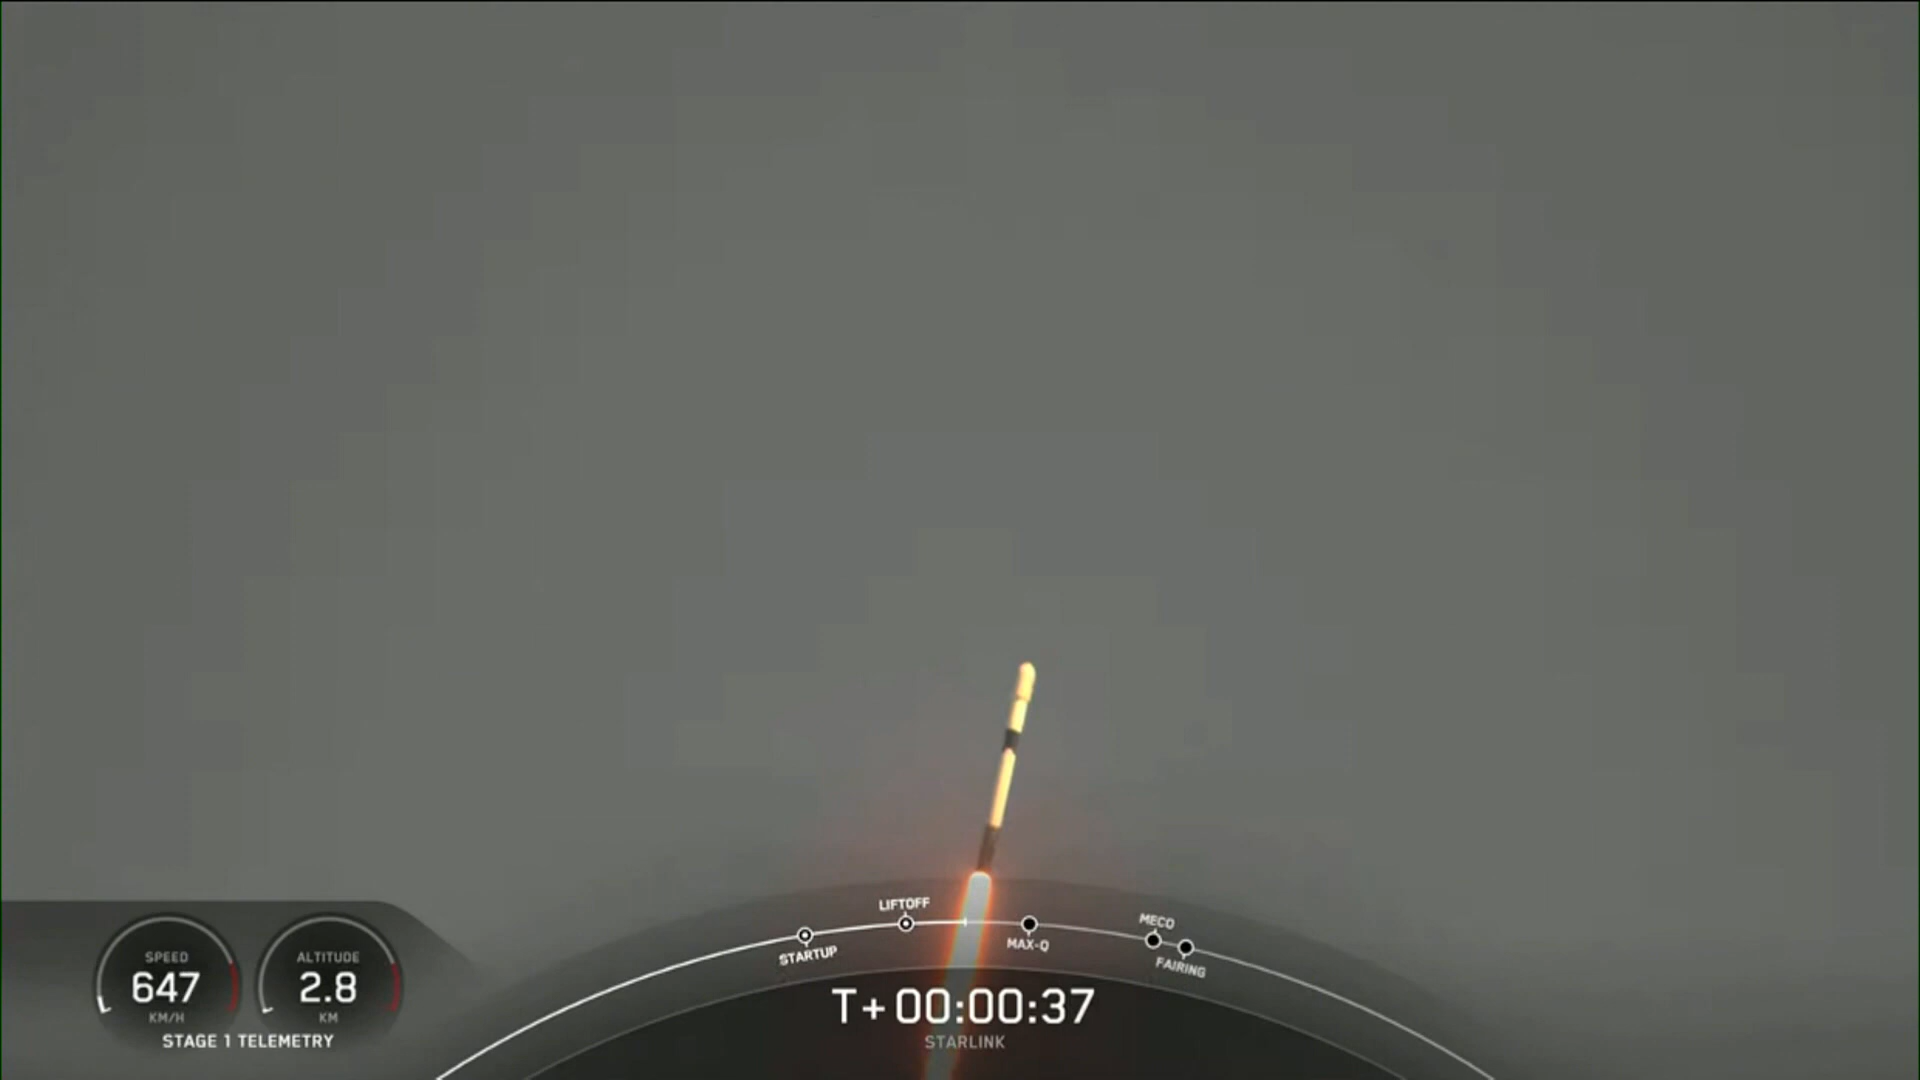 LIFTOFF
STARTUP
MAX-Q
MECO
FAIRING
SPEED
647
KM/H
ALTITUDE
2.8
KM
STAGE 1 TELEMETRY
T+00:00:37
STARLINK